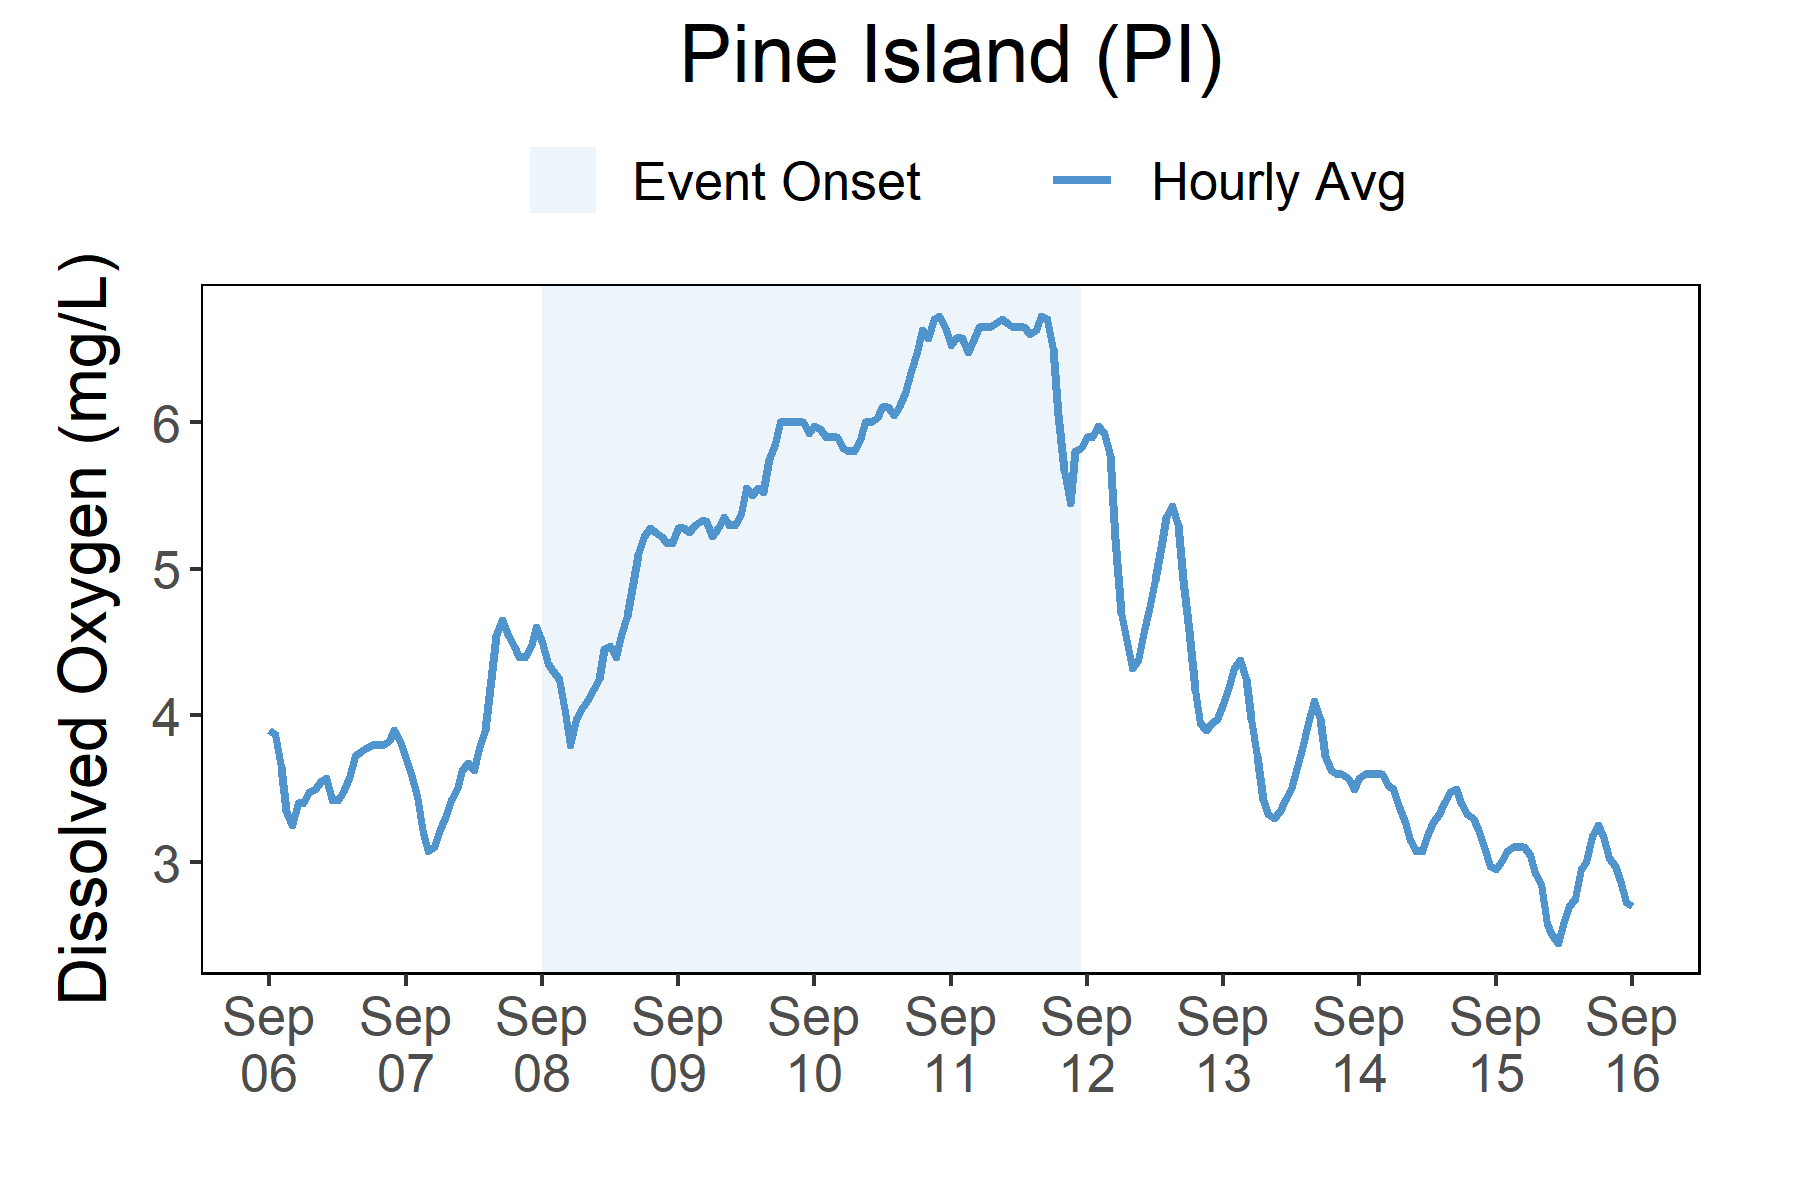 Pine Island (PI)
Event Onset
Hourly Avg
Dissolved Oxygen (mg/L)
6
5
4
3
Sep 06
Sep 07
Sep 08
Sep 09
Sep 10
Sep 11
Sep 12
Sep 13
Sep 14
Sep 15
Sep 16